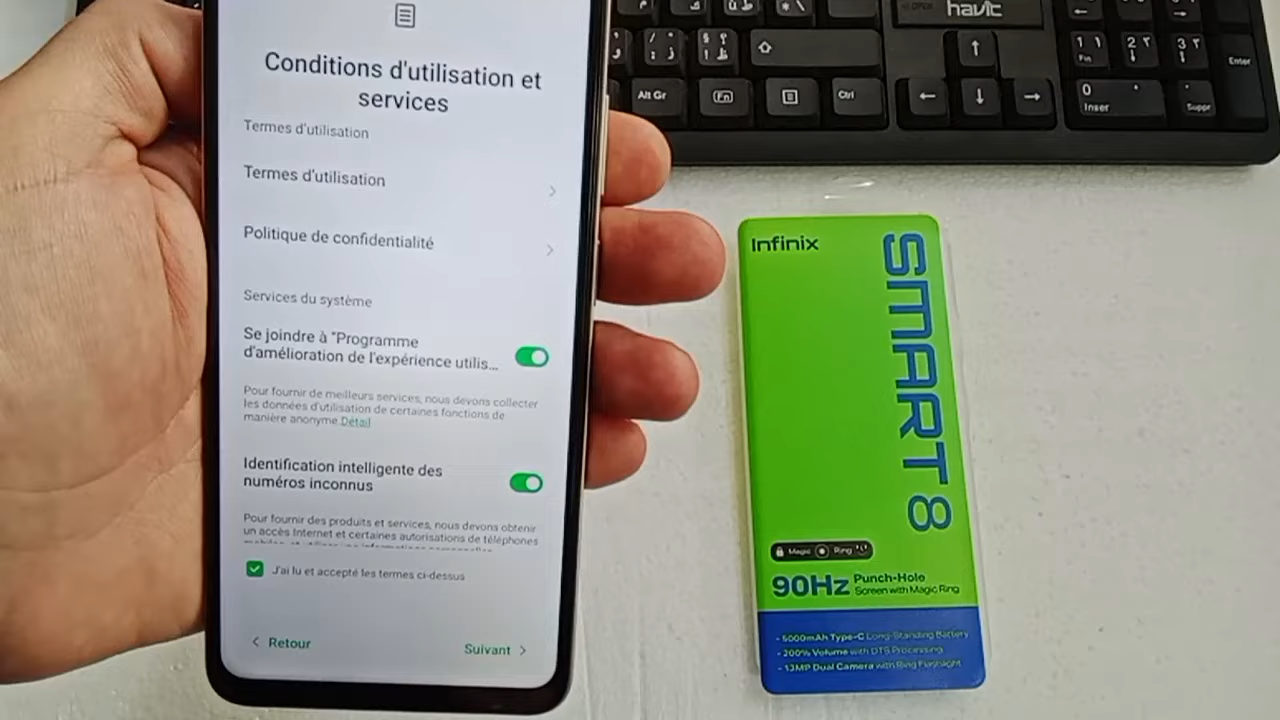 Conditions d'utilisation et
services
Termes d'utilisation
Termes d'utilisation
Politique de confidentialité
Services du système
Se joindre à "Programme
d'amélioration de l'expérience utilis...
Pour fournir de meilleurs services, nous devons collecter
les données d'utilisation de certaines fonctions de
manière anonyme Détail
Identification intelligente des
numéros inconnus
Pour fournir des produits et services, nous devons obtenir
un accès Internet et certaines autorisations de téléphones
J'ai lu et accepté les termes ci-dessus
Retour
Suivant
havit
Alt Gr
Fn
Ctrl
1
Fin
2
3
Enter
0
Inser
Suppr
Infinix
SMART 8
Magic Ring
90Hz Punch-Hole
Screen with Magic Ring
- 5000mAh Type-C Long-Standing Battery
- 200% Volume with DTS Processing
- 13MP Dual Camera with Ring Flashlight